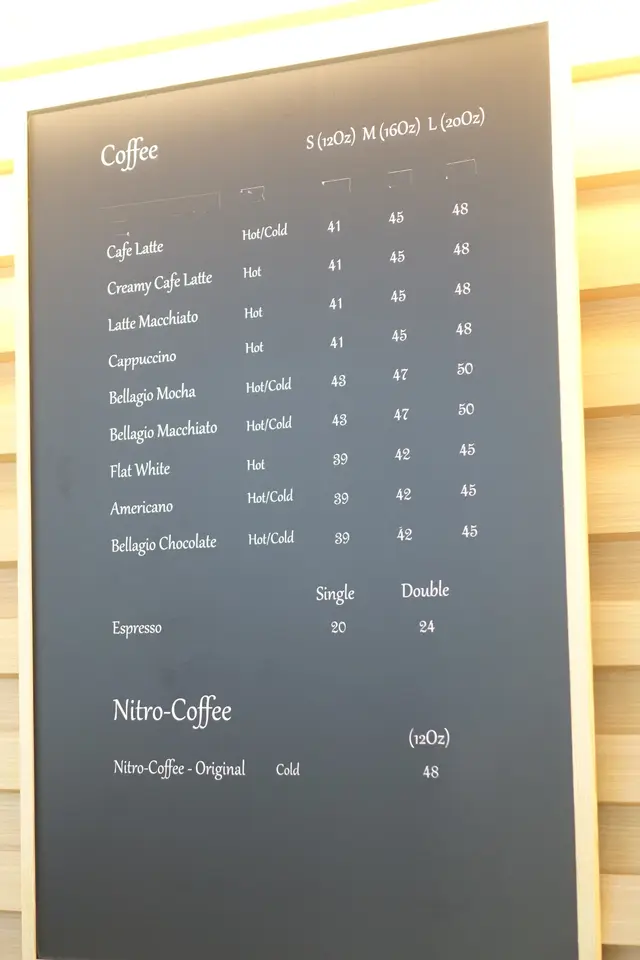 Coffee S (12Oz) M (16Oz) L (20Oz)
Cafe Latte Hot/Cold 41 45 48
Creamy Cafe Latte Hot 41 45 48
Latte Macchiato Hot 41 45 48
Cappuccino Hot 41 45 48
Bellagio Mocha Hot/Cold 43 47 50
Bellagio Macchiato Hot/Cold 43 47 50
Flat White Hot 39 42 45
Americano Hot/Cold 39 42 45
Bellagio Chocolate Hot/Cold 39 42 45
Single Double
Espresso 20 24
Nitro-Coffee
(12Oz)
Nitro-Coffee - Original Cold 48